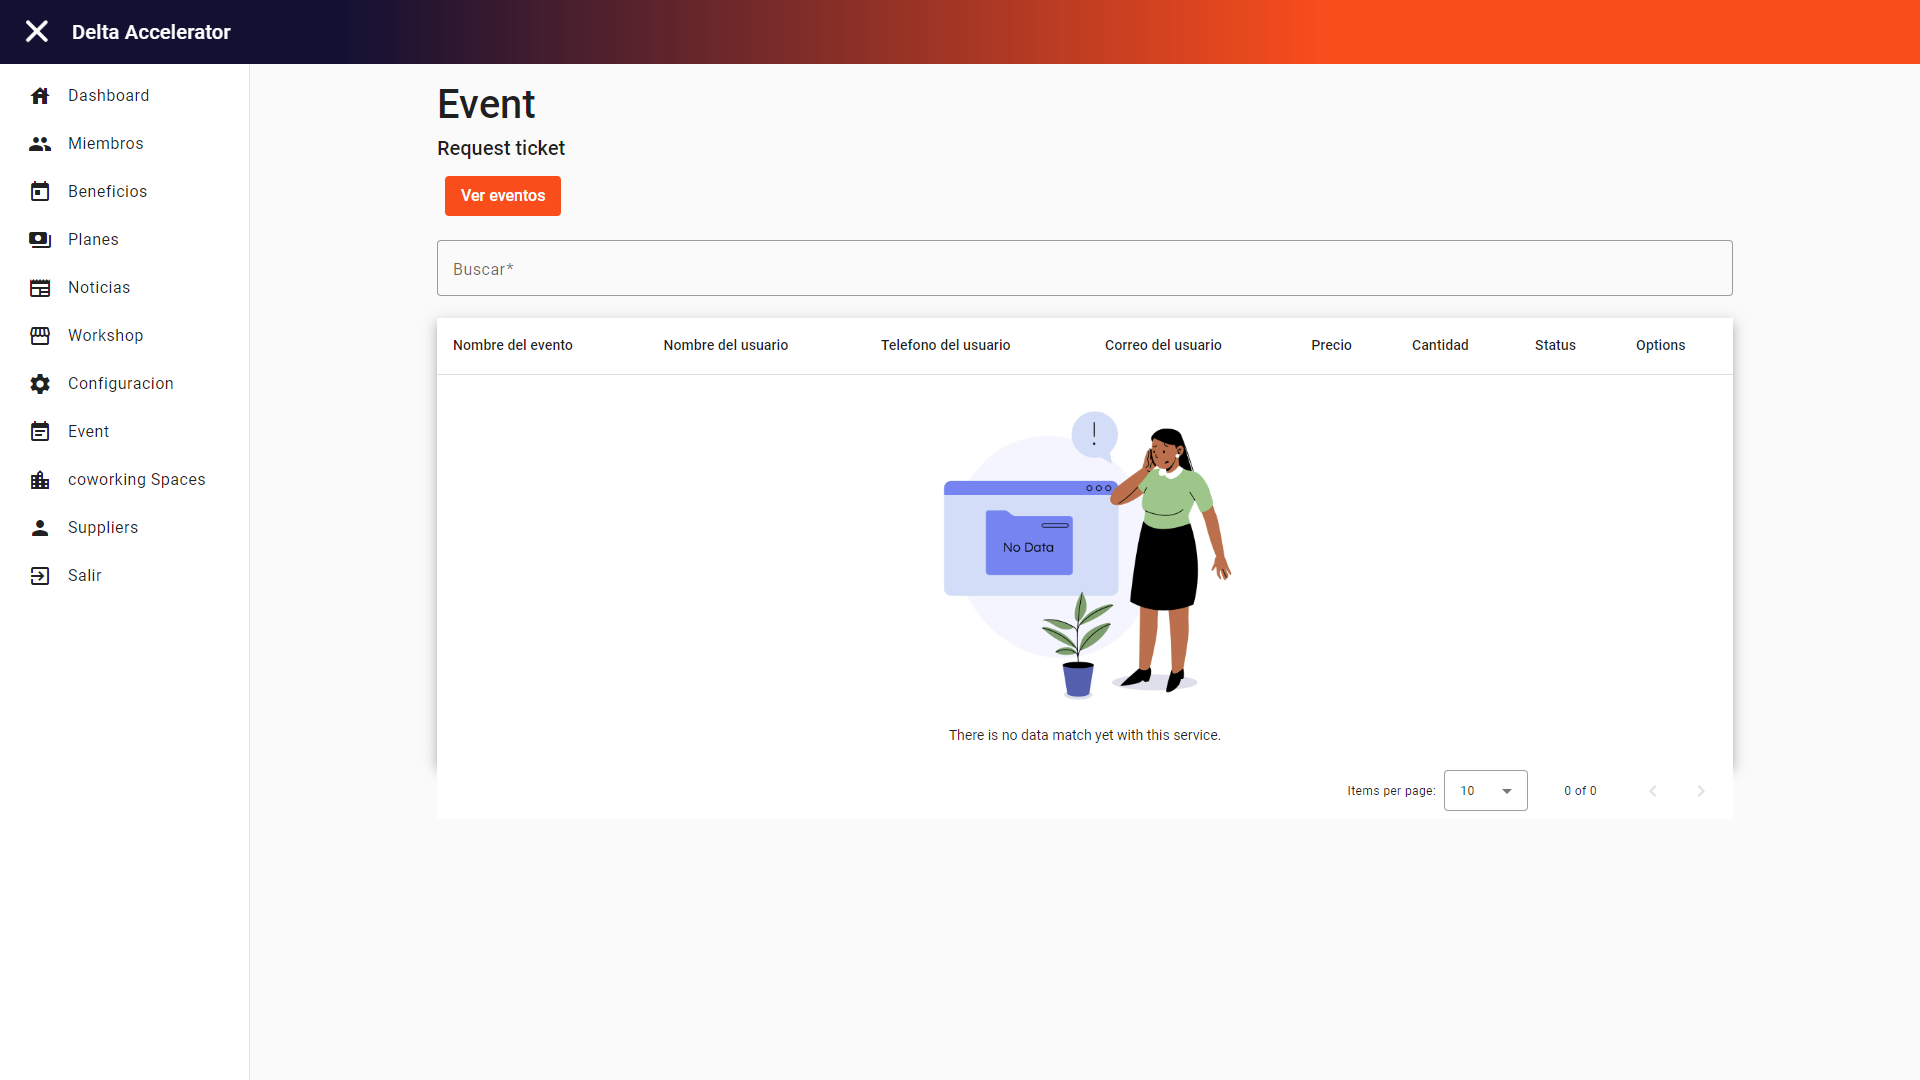 Delta Accelerator
Dashboard
Miembros
Beneficios
Planes
Noticias
Workshop
Configuracion
Event
coworking Spaces
Suppliers
Salir
Event
Request ticket
Ver eventos
Buscar*
Nombre del evento Nombre del usuario Telefono del usuario Correo del usuario Precio Cantidad Status Options
!
No Data
There is no data match yet with this service.
Items per page: 10 0 of 0